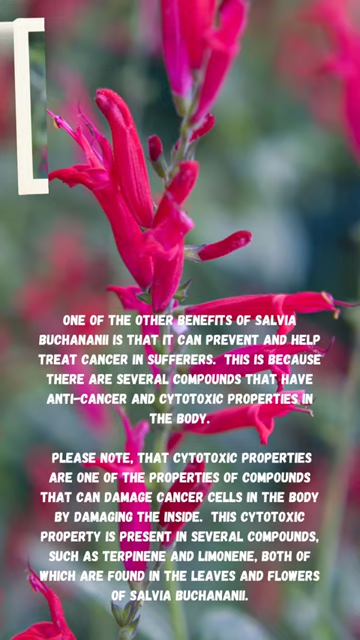 ONE OF THE OTHER BENEFITS OF SALVIA
BUCHANANII IS THAT IT CAN PREVENT AND HELP
TREAT CANCER IN SUFFERERS. THIS IS BECAUSE
THERE ARE SEVERAL COMPOUNDS THAT HAVE
ANTI-CANCER AND CYTOTOXIC PROPERTIES IN
THE BODY.
PLEASE NOTE, THAT CYTOTOXIC PROPERTIES
ARE ONE OF THE PROPERTIES OF COMPOUNDS
THAT CAN DAMAGE CANCER CELLS IN THE BODY
BY DAMAGING THE INSIDE. THIS CYTOTOXIC
PROPERTY IS PRESENT IN SEVERAL COMPOUNDS,
SUCH AS TERPINENE AND LIMONENE, BOTH OF
WHICH ARE FOUND IN THE LEAVES AND FLOWERS
OF SALVIA BUCHANANII.